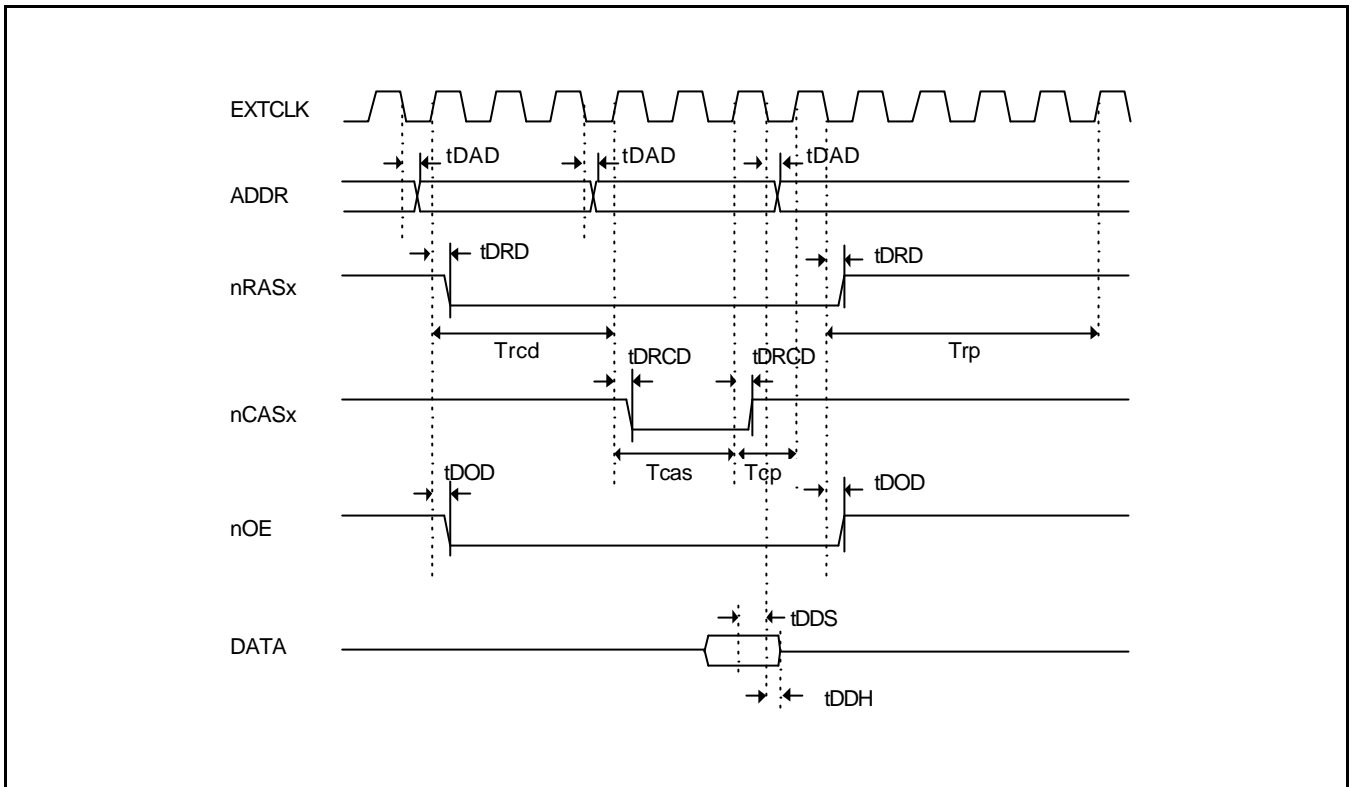 EXTCLK
tDAD
tDAD
tDAD
ADDR
tDRD
tDRD
nRASx
Trcd
Trp
tDRCD
tDRCD
nCASx
Tcas
Tcp
tDOD
tDOD
nOE
tDDS
DATA
tDDH